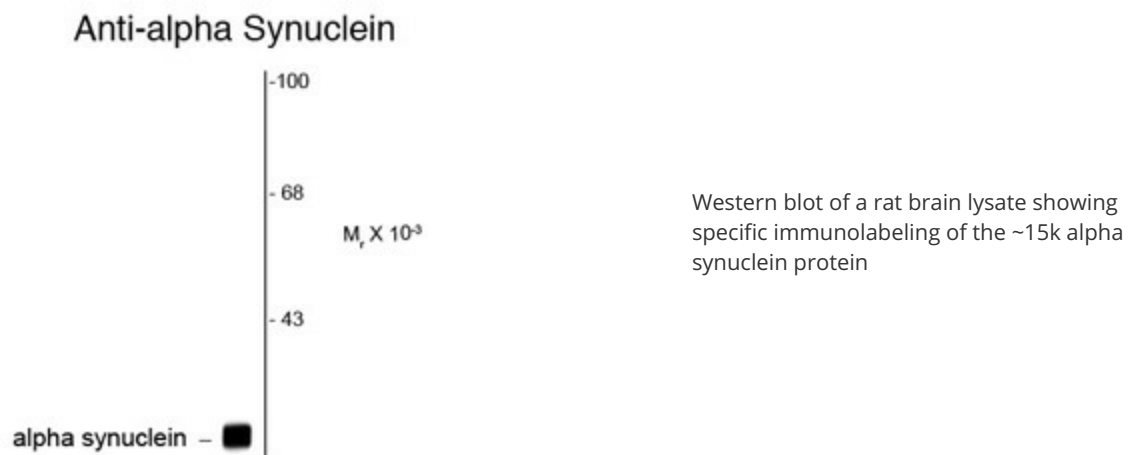 Anti-alpha Synuclein
-100
- 68
Mr X 10-3
- 43
alpha synuclein –
Western blot of a rat brain lysate showing
specific immunolabeling of the ~15k alpha
synuclein protein